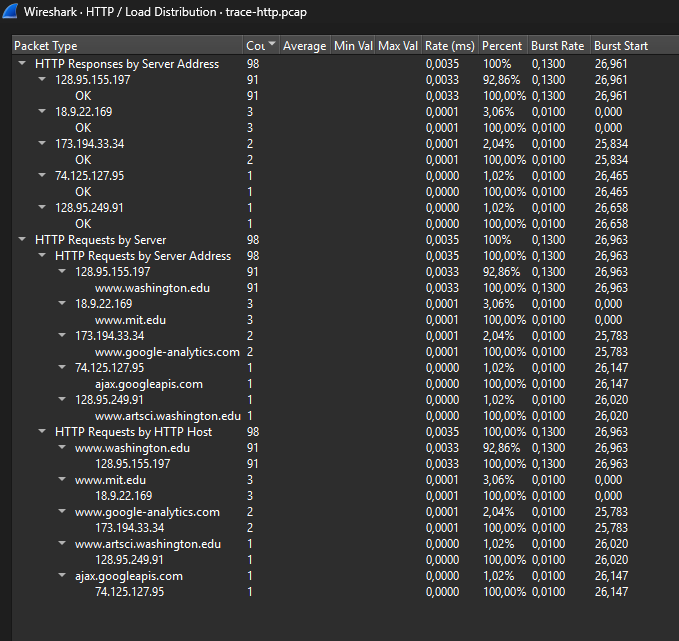 Wireshark · HTTP / Load Distribution · trace-http.pcap
Packet Type Cou Average Min Val Max Val Rate (ms) Percent Burst Rate Burst Start
HTTP Responses by Server Address 98 0,0035 100% 0,1300 26,961
128.95.155.197 91 0,0033 92,86% 0,1300 26,961
OK 91 0,0033 100,00% 0,1300 26,961
18.9.22.169 3 0,0001 3,06% 0,0100 0,000
OK 3 0,0001 100,00% 0,0100 0,000
173.194.33.34 2 0,0001 2,04% 0,0100 25,834
OK 2 0,0001 100,00% 0,0100 25,834
74.125.127.95 1 0,0000 1,02% 0,0100 26,465
OK 1 0,0000 100,00% 0,0100 26,465
128.95.249.91 1 0,0000 1,02% 0,0100 26,658
OK 1 0,0000 100,00% 0,0100 26,658
HTTP Requests by Server 98 0,0035 100% 0,1300 26,963
HTTP Requests by Server Address 98 0,0035 100,00% 0,1300 26,963
128.95.155.197 91 0,0033 92,86% 0,1300 26,963
www.washington.edu 91 0,0033 100,00% 0,1300 26,963
18.9.22.169 3 0,0001 3,06% 0,0100 0,000
www.mit.edu 3 0,0001 100,00% 0,0100 0,000
173.194.33.34 2 0,0001 2,04% 0,0100 25,783
www.google-analytics.com 2 0,0001 100,00% 0,0100 25,783
74.125.127.95 1 0,0000 1,02% 0,0100 26,147
ajax.googleapis.com 1 0,0000 100,00% 0,0100 26,147
128.95.249.91 1 0,0000 1,02% 0,0100 26,020
www.artsci.washington.edu 1 0,0000 100,00% 0,0100 26,020
HTTP Requests by HTTP Host 98 0,0035 100,00% 0,1300 26,963
www.washington.edu 91 0,0033 92,86% 0,1300 26,963
128.95.155.197 91 0,0033 100,00% 0,1300 26,963
www.mit.edu 3 0,0001 3,06% 0,0100 0,000
18.9.22.169 3 0,0001 100,00% 0,0100 0,000
www.google-analytics.com 2 0,0001 2,04% 0,0100 25,783
173.194.33.34 2 0,0001 100,00% 0,0100 25,783
www.artsci.washington.edu 1 0,0000 1,02% 0,0100 26,020
128.95.249.91 1 0,0000 100,00% 0,0100 26,020
ajax.googleapis.com 1 0,0000 1,02% 0,0100 26,147
74.125.127.95 1 0,0000 100,00% 0,0100 26,147